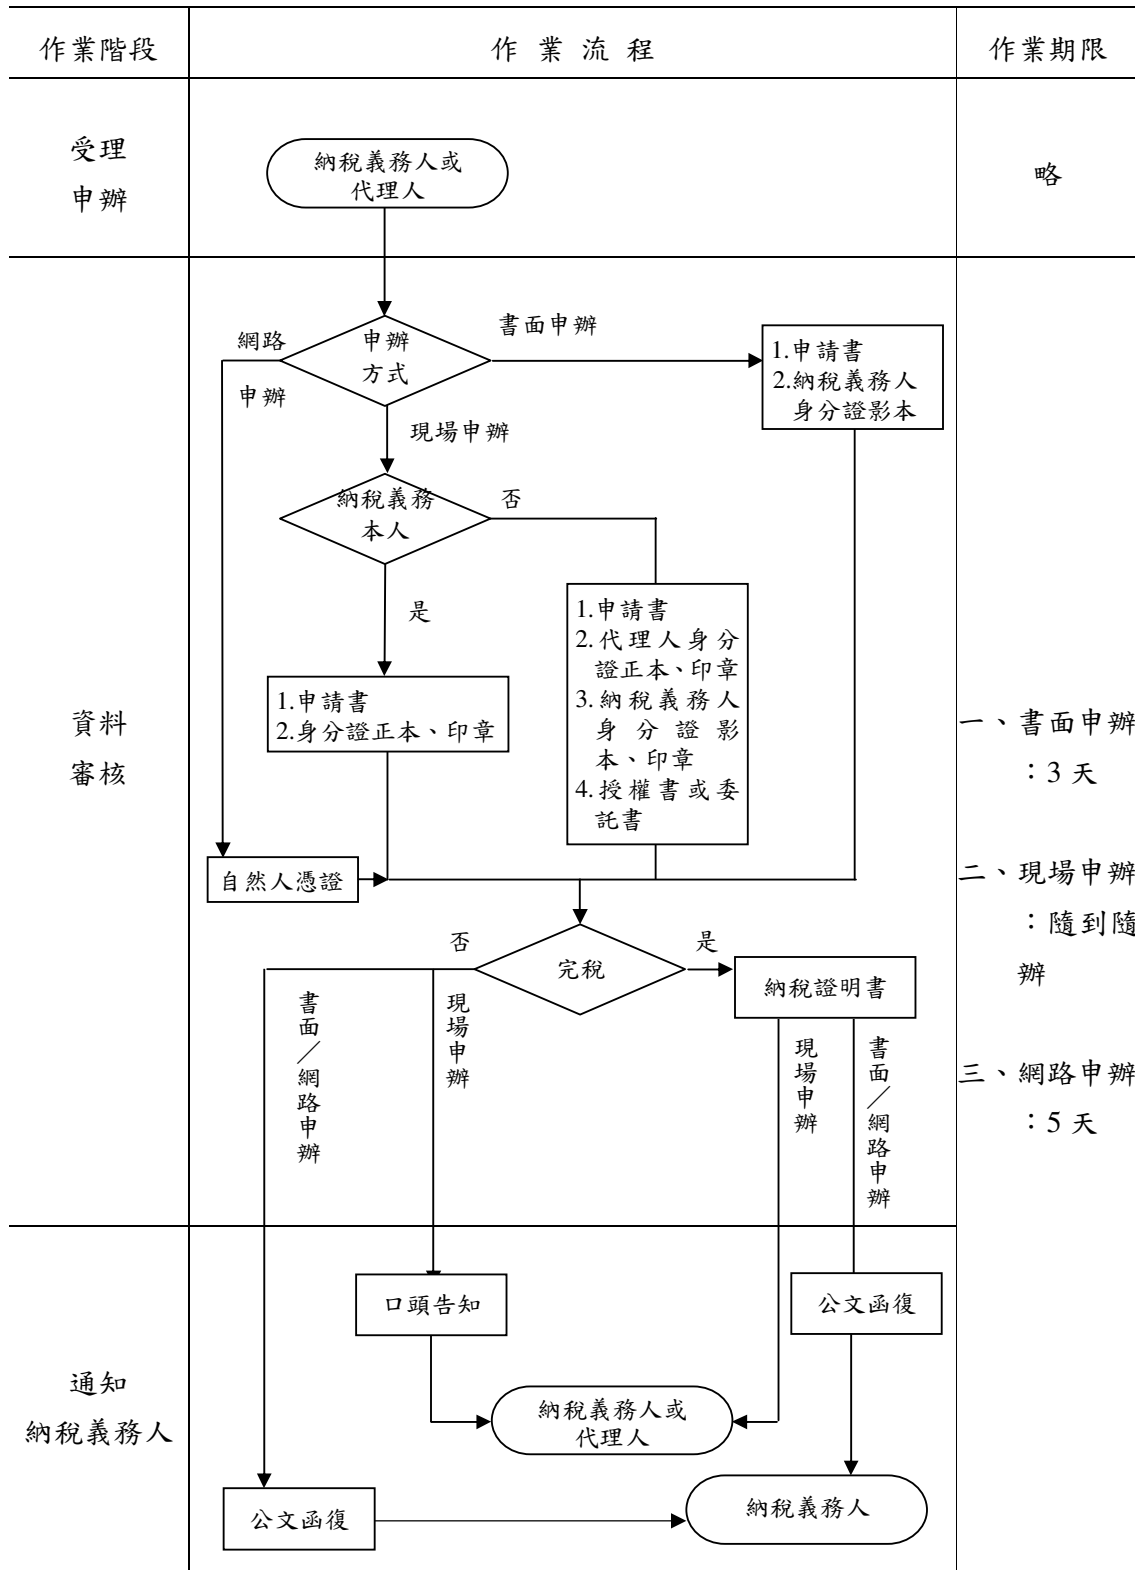 作業階段
作業流程
作業期限
受理
申辦
納稅義務人或
代理人
略
網路
申辦
申辦
方式
書面申辦
1.申請書
2.納稅義務人
身分證影本
現場申辦
納稅義務
本人
否
是
1.申請書
2.身分證正本、印章
1.申請書
2.代理人身分
證正本、印章
3.納稅義務人
身分證影
本、印章
4.授權書或委
託書
資料
審核
一、書面申辦
：3 天
二、現場申辦
：隨到隨
辦
三、網路申辦
：5 天
自然人憑證
否
完稅
是
納稅證明書
書面／網路申辦
現場申辦
現場申辦
書面／網路申辦
通知
納稅義務人
口頭告知
公文函復
納稅義務人或
代理人
公文函復
納稅義務人